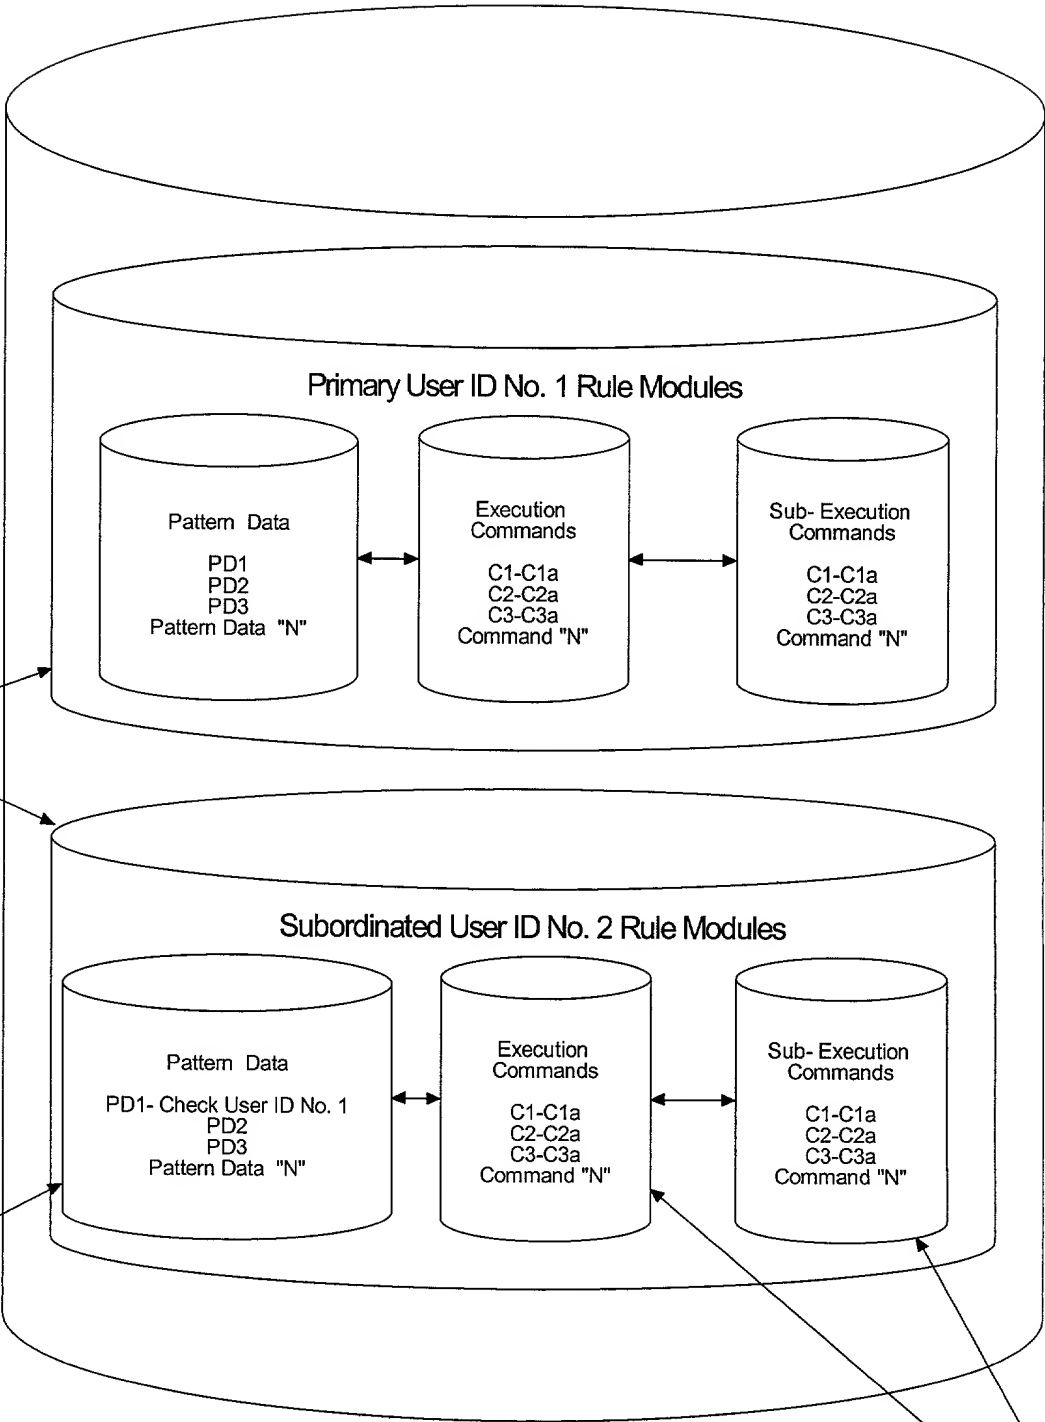 Primary User ID No. 1 Rule Modules
Pattern Data
PD1
PD2
PD3
Pattern Data "N"
Execution
Commands
C1-C1a
C2-C2a
C3-C3a
Command "N"
Sub- Execution
Commands
C1-C1a
C2-C2a
C3-C3a
Command "N"
Subordinated User ID No. 2 Rule Modules
Pattern Data
PD1- Check User ID No. 1
PD2
PD3
Pattern Data "N"
Execution
Commands
C1-C1a
C2-C2a
C3-C3a
Command "N"
Sub- Execution
Commands
C1-C1a
C2-C2a
C3-C3a
Command "N"